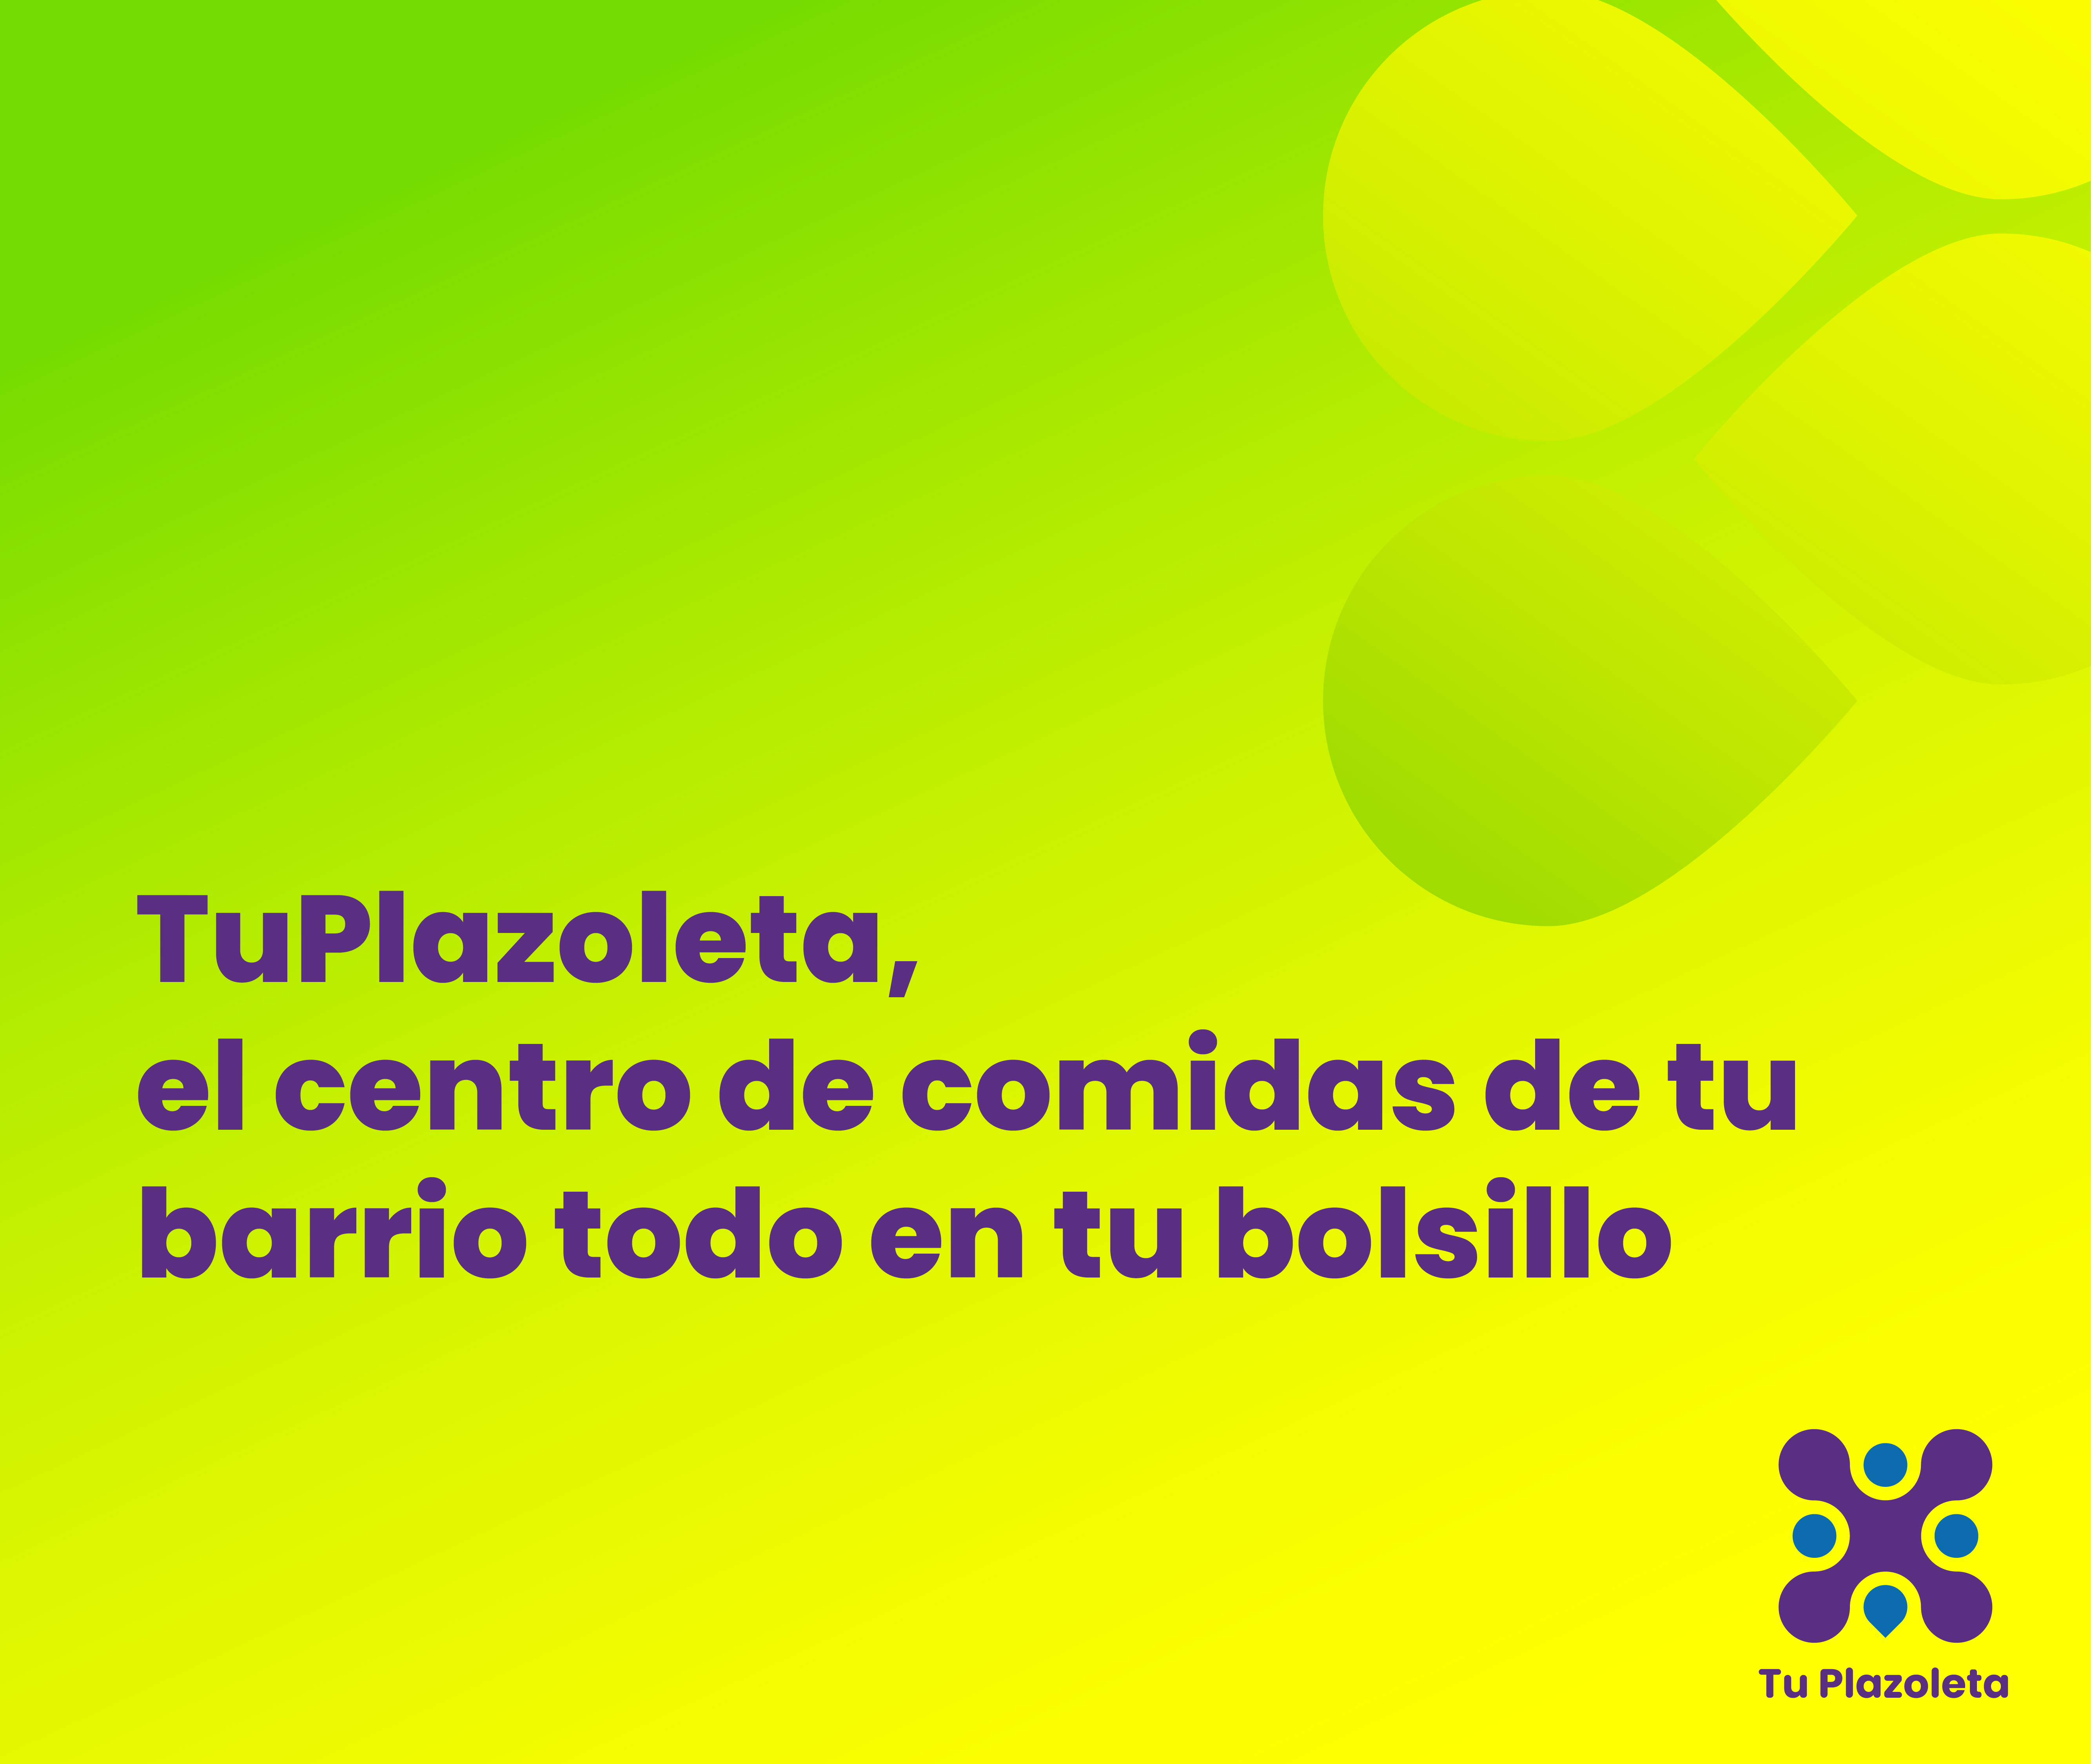 TuPlazoleta,
el centro de comidas de tu
barrio todo en tu bolsillo
Tu Plazoleta